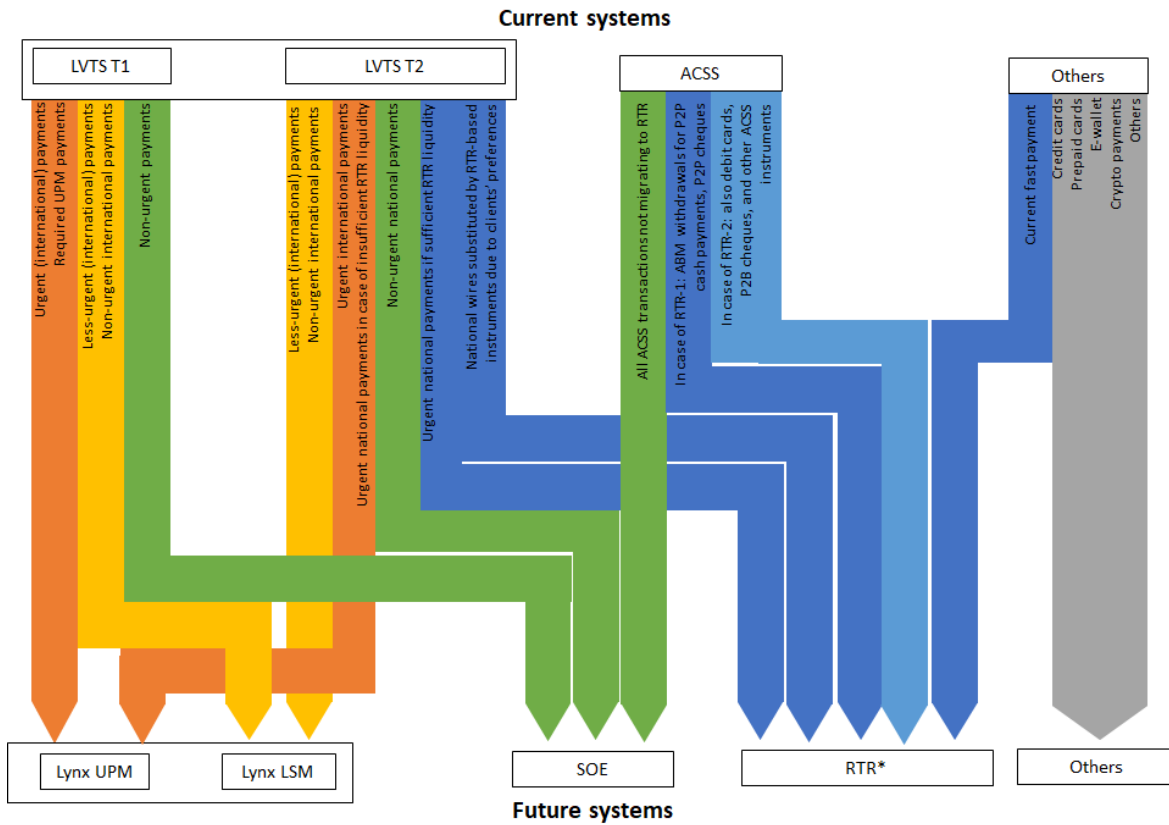 Current systems
LVTS T1
LVTS T2
ACSS
Others
Urgent (international) payments
Required UPM payments
Less-urgent (international) payments
Non-urgent international payments
Non-urgent payments
Less-urgent (international) payments
Non-urgent international payments
Urgent international payments
Urgent national payments in case of insufficient RTR liquidity
Non-urgent national payments
Urgent national payments if sufficient RTR liquidity
National wires substituted by RTR-based
instruments due to clients' preferences
All ACSS transactions not migrating to RTR
In case of RTR-1: ABM withdrawals for P2P
cash payments, P2P cheques
In case of RTR-2: also debit cards,
P2B cheques, and other ACSS
instruments
Current fast payment
Credit cards
Prepaid cards
E-wallet
Crypto payments
Others
Lynx UPM
Lynx LSM
SOE
RTR*
Others
Future systems